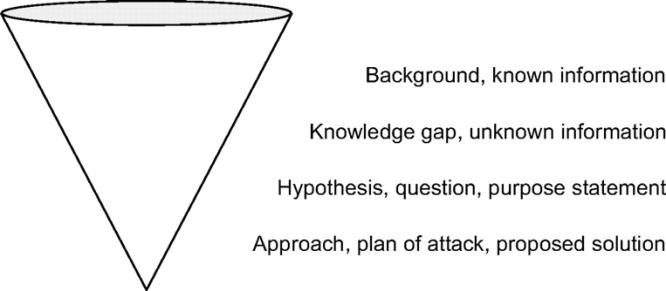 Background, known information
Knowledge gap, unknown information
Hypothesis, question, purpose statement
Approach, plan of attack, proposed solution